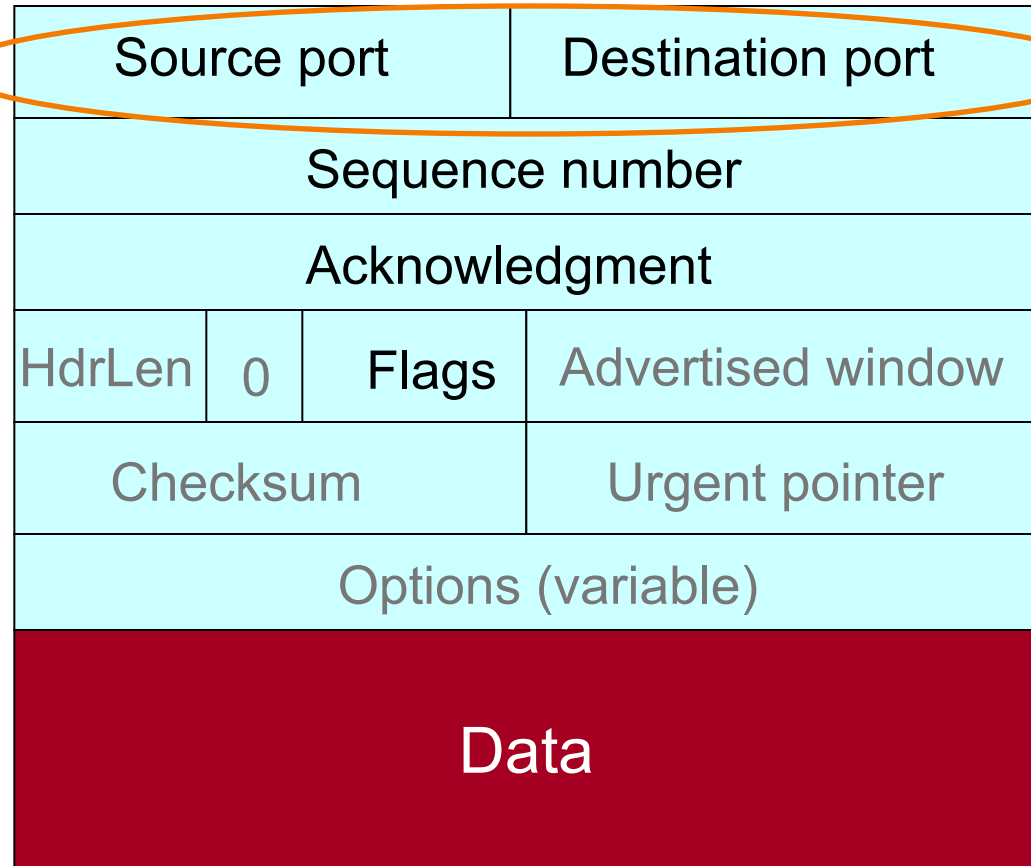 Source port Destination port
Sequence number
Acknowledgment
HdrLen 0 Flags Advertised window
Checksum Urgent pointer
Options (variable)
Data